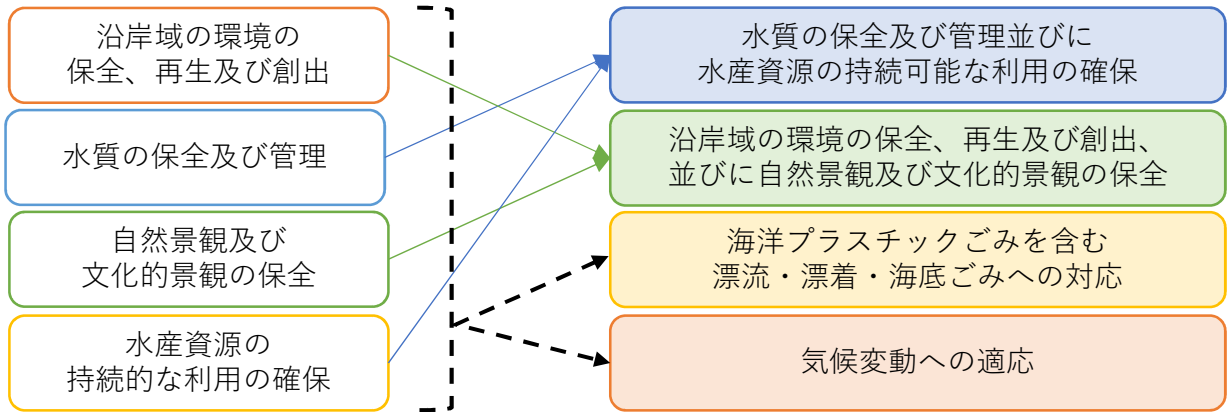 沿岸域の環境の
保全、再生及び創出
水質の保全及び管理
自然景観及び
文化的景観の保全
水産資源の
持続的な利用の確保
水質の保全及び管理並びに
水産資源の持続可能な利用の確保
沿岸域の環境の保全、再生及び創出、
並びに自然景観及び文化的景観の保全
海洋プラスチックごみを含む
漂流・漂着・海底ごみへの対応
気候変動への適応